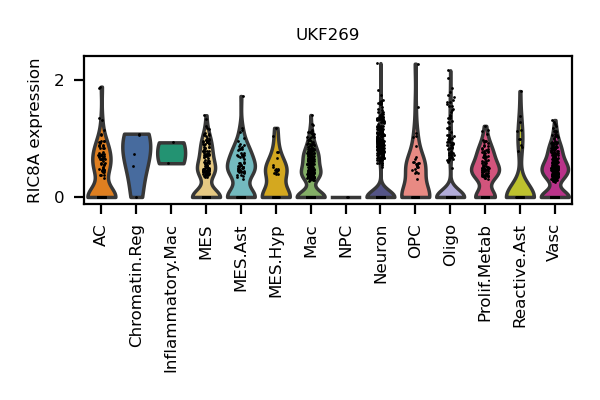 UKF269
RIC8A expression
2
0
AC
Chromatin.Reg
Inflammatory.Mac
MES
MES.Ast
MES.Hyp
Mac
NPC
Neuron
OPC
Oligo
Prolif.Metab
Reactive.Ast
Vasc